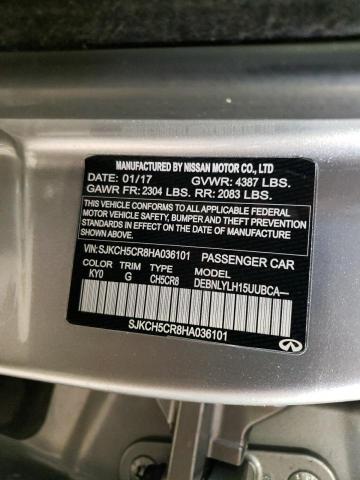 MANUFACTURED BY NISSAN MOTOR CO., LTD
DATE: 01/17 GVWR: 4387 LBS.
GAWR FR: 2304 LBS. RR: 2083 LBS.
THIS VEHICLE CONFORMS TO ALL APPLICABLE FEDERAL
MOTOR VEHICLE SAFETY, BUMPER AND THEFT PREVENTION
STANDARDS IN EFFECT ON THE DATE OF
MANUFACTURE SHOWN ABOVE.
VIN: SJKCH5CR8HA036101 PASSENGER CAR
COLOR TRIM TYPE MODEL
KY0 G CH5CR8 DEBNLYLH15UUBCA—
SJKCH5CR8HA036101